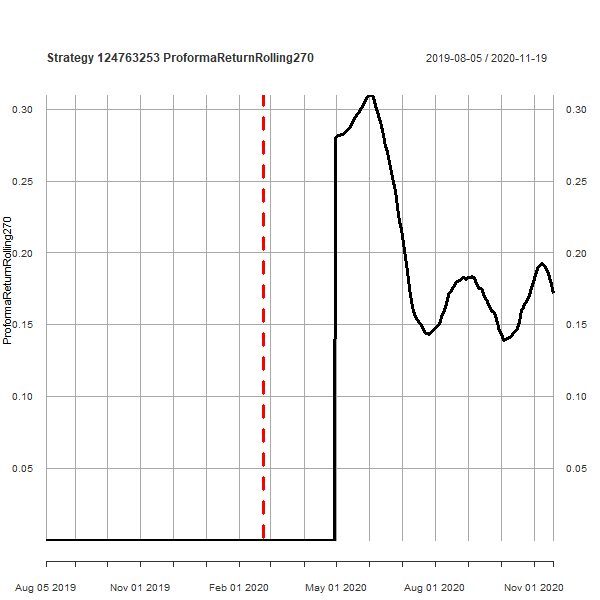 Strategy 124763253 ProformaReturnRolling270
2019-08-05 / 2020-11-19
ProformaReturnRolling270
0.30
0.25
0.20
0.15
0.10
0.05
0.30
0.25
0.20
0.15
0.10
0.05
Aug 05 2019
Nov 01 2019
Feb 01 2020
May 01 2020
Aug 01 2020
Nov 01 2020